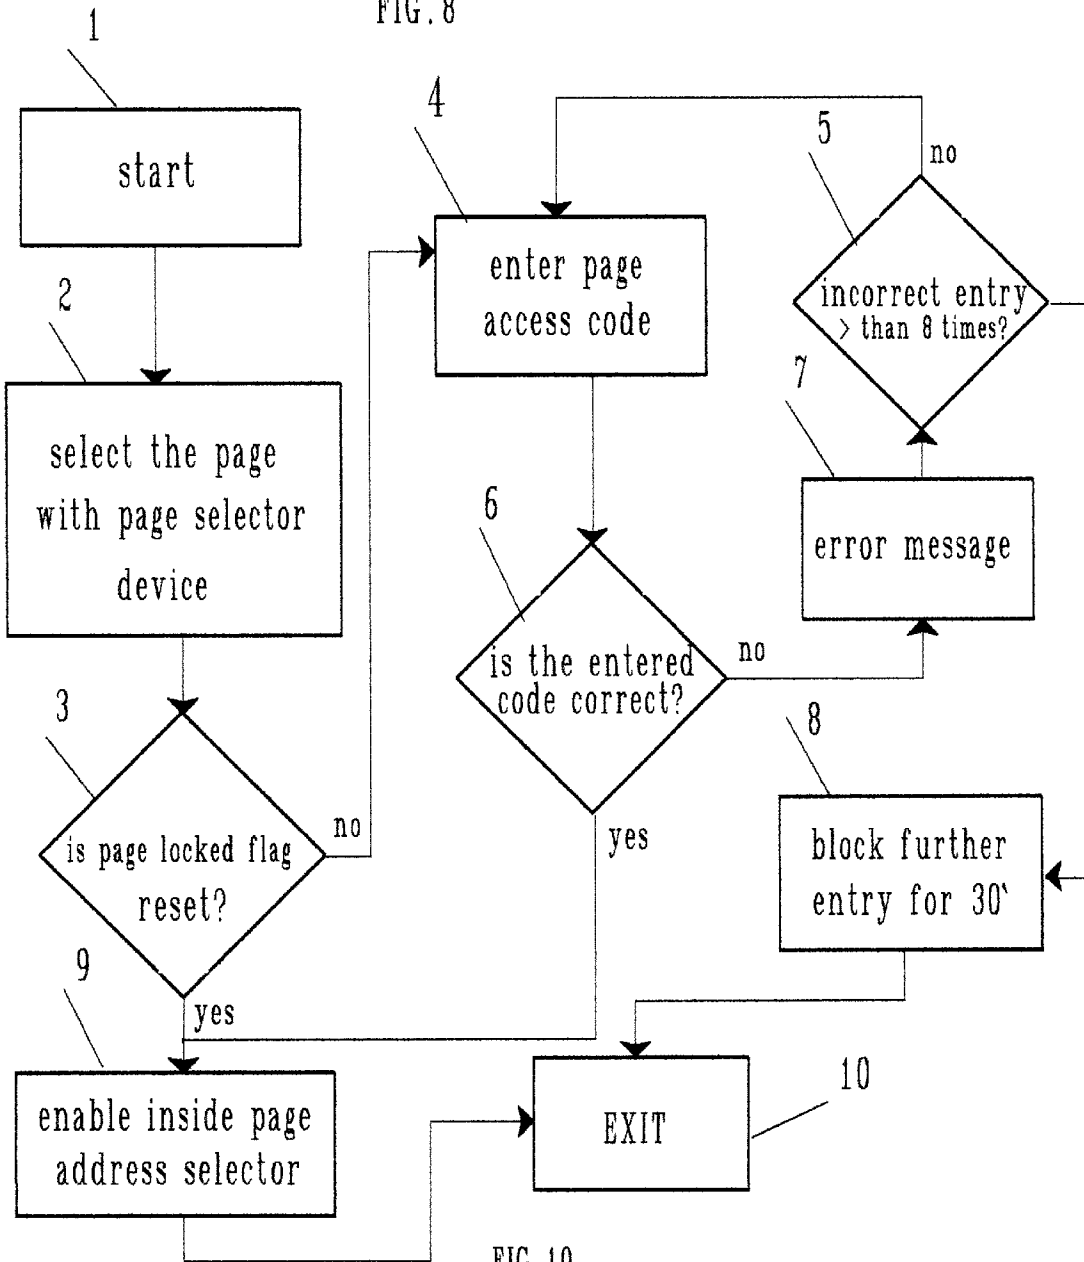 FIG. 8
1
start
2
select the page
with page selector
device
3
is page locked flag
reset?
no
yes
4
enter page
access code
5
no
incorrect entry
> than 8 times?
6
is the entered
code correct?
no
yes
7
error message
8
block further
entry for 30‵
9
enable inside page
address selector
10
EXIT
FIG. 10